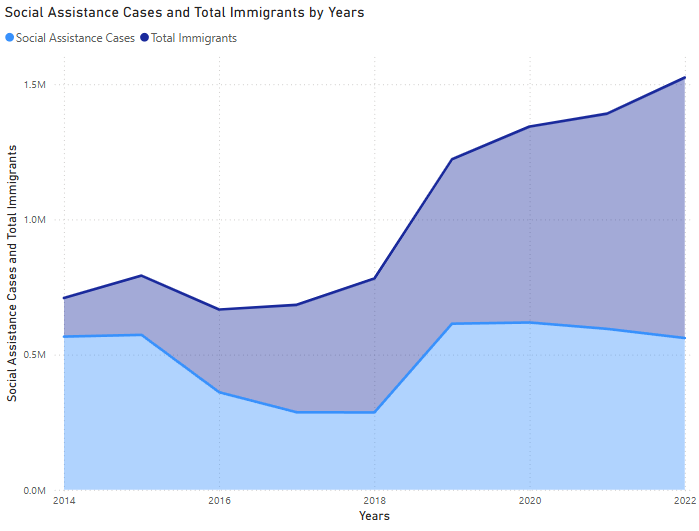 Social Assistance Cases and Total Immigrants by Years
Social Assistance Cases Total Immigrants
1.5M
1.0M
0.5M
0.0M
Social Assistance Cases and Total Immigrants
2014 2016 2018 2020 2022
Years